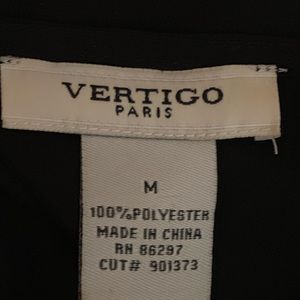 VERTIGO
PARIS
M
100%POLYESTER
MADE IN CHINA
RN 86297
CUT# 901373